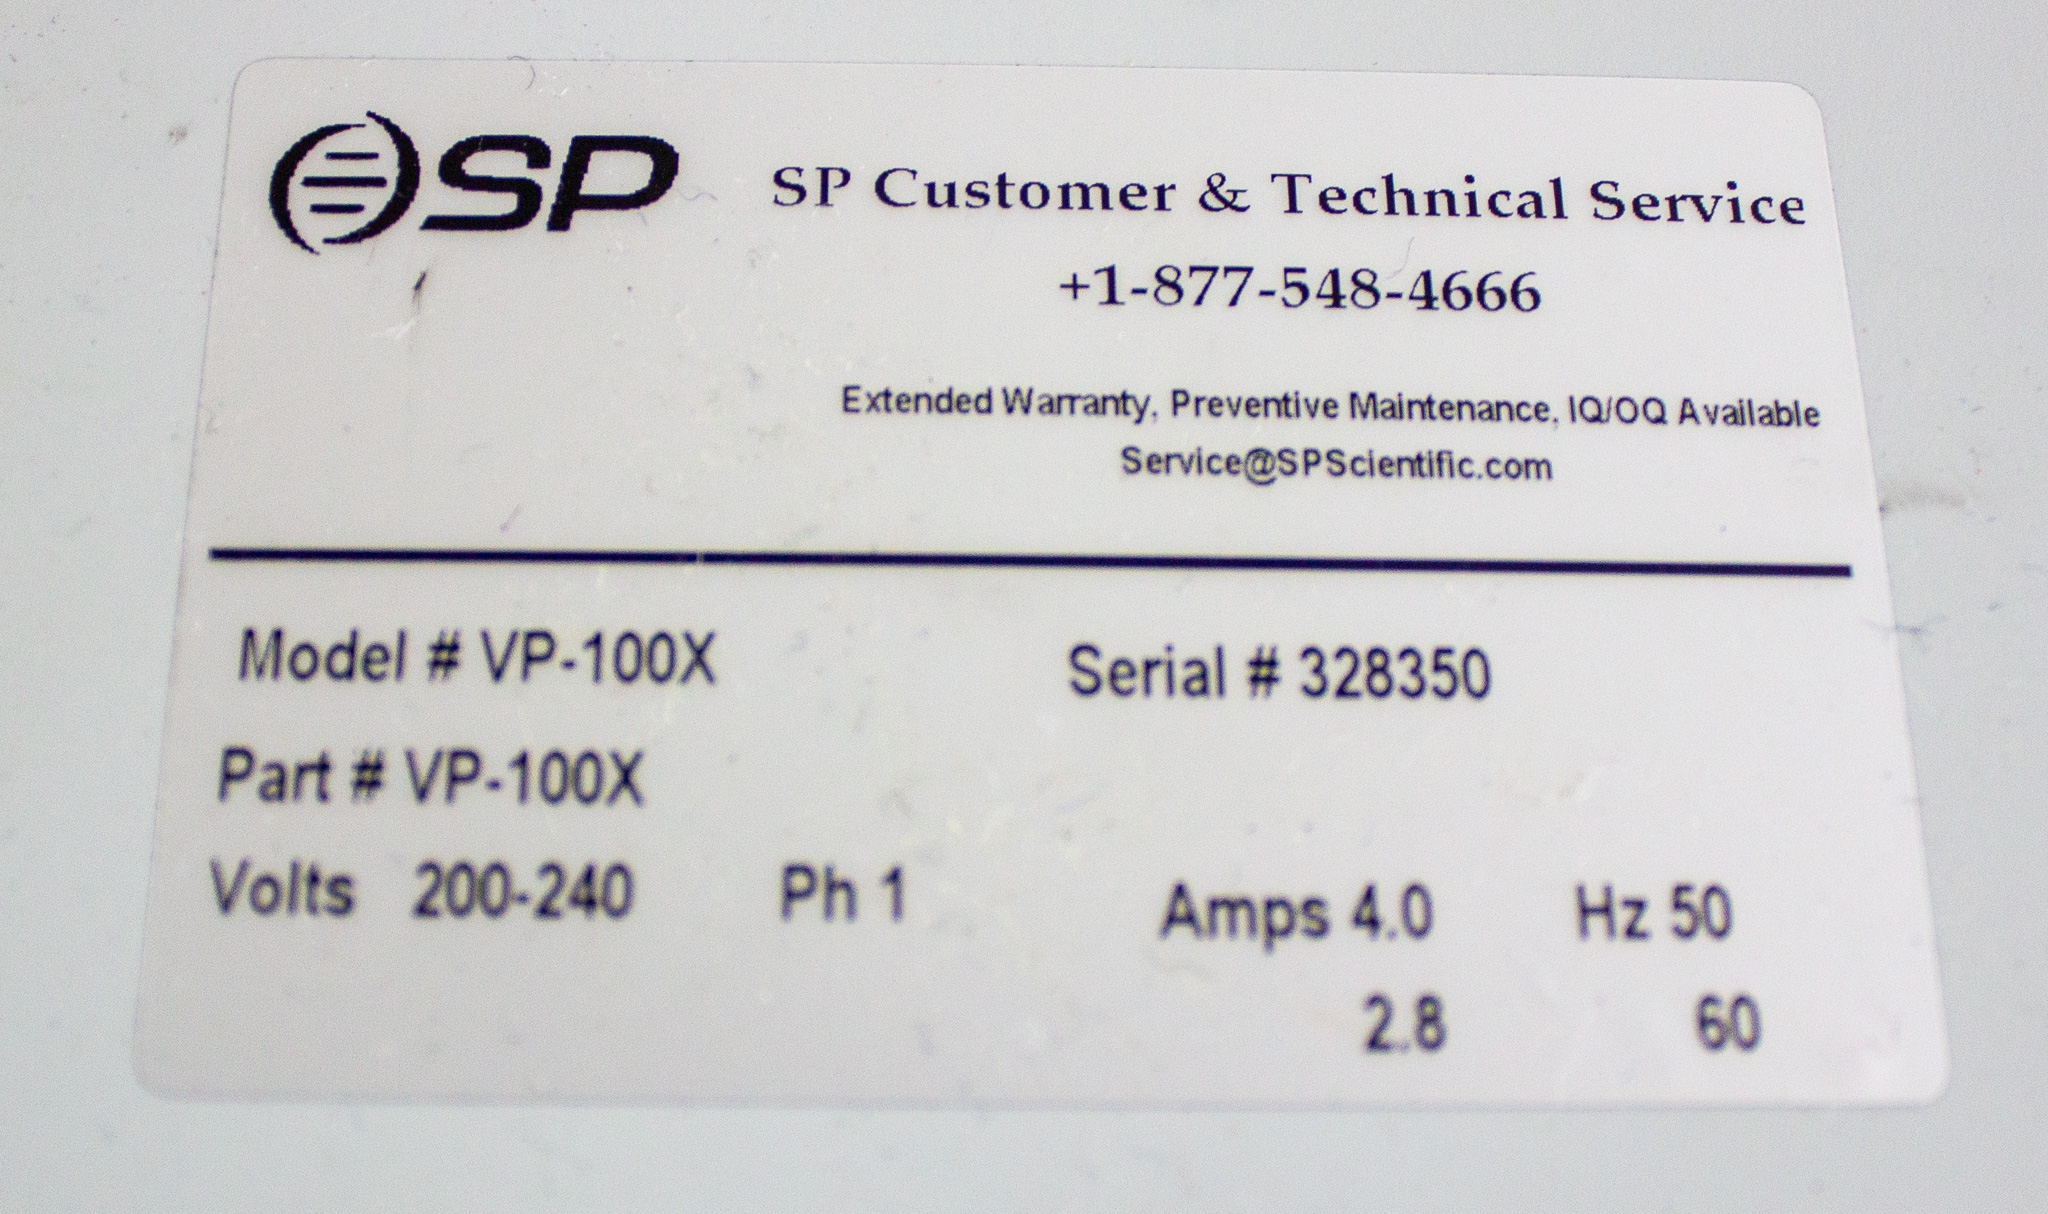 SP
SP Customer & Technical Service
+1-877-548-4666
Extended Warranty, Preventive Maintenance, IQ/OQ Available
Service@SPScientific.com
Model # VP-100X Serial # 328350
Part # VP-100X
Volts 200-240 Ph 1 Amps 4.0 Hz 50
2.8 60